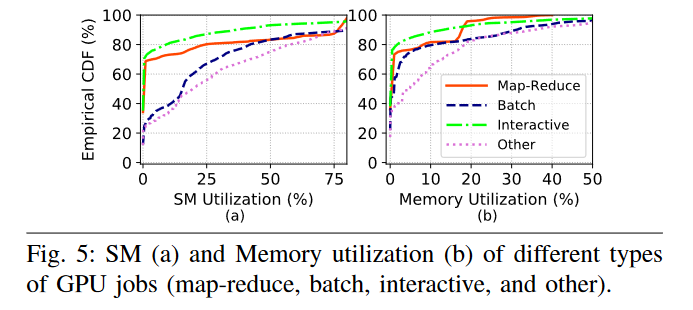 Empirical CDF (%)
100
80
60
40
20
0
0 25 50 75
SM Utilization (%)
(a)
100
80
60
40
20
0
Map-Reduce
Batch
Interactive
Other
0 10 20 30 40 50
Memory Utilization (%)
(b)
Fig. 5: SM (a) and Memory utilization (b) of different types
of GPU jobs (map-reduce, batch, interactive, and other).